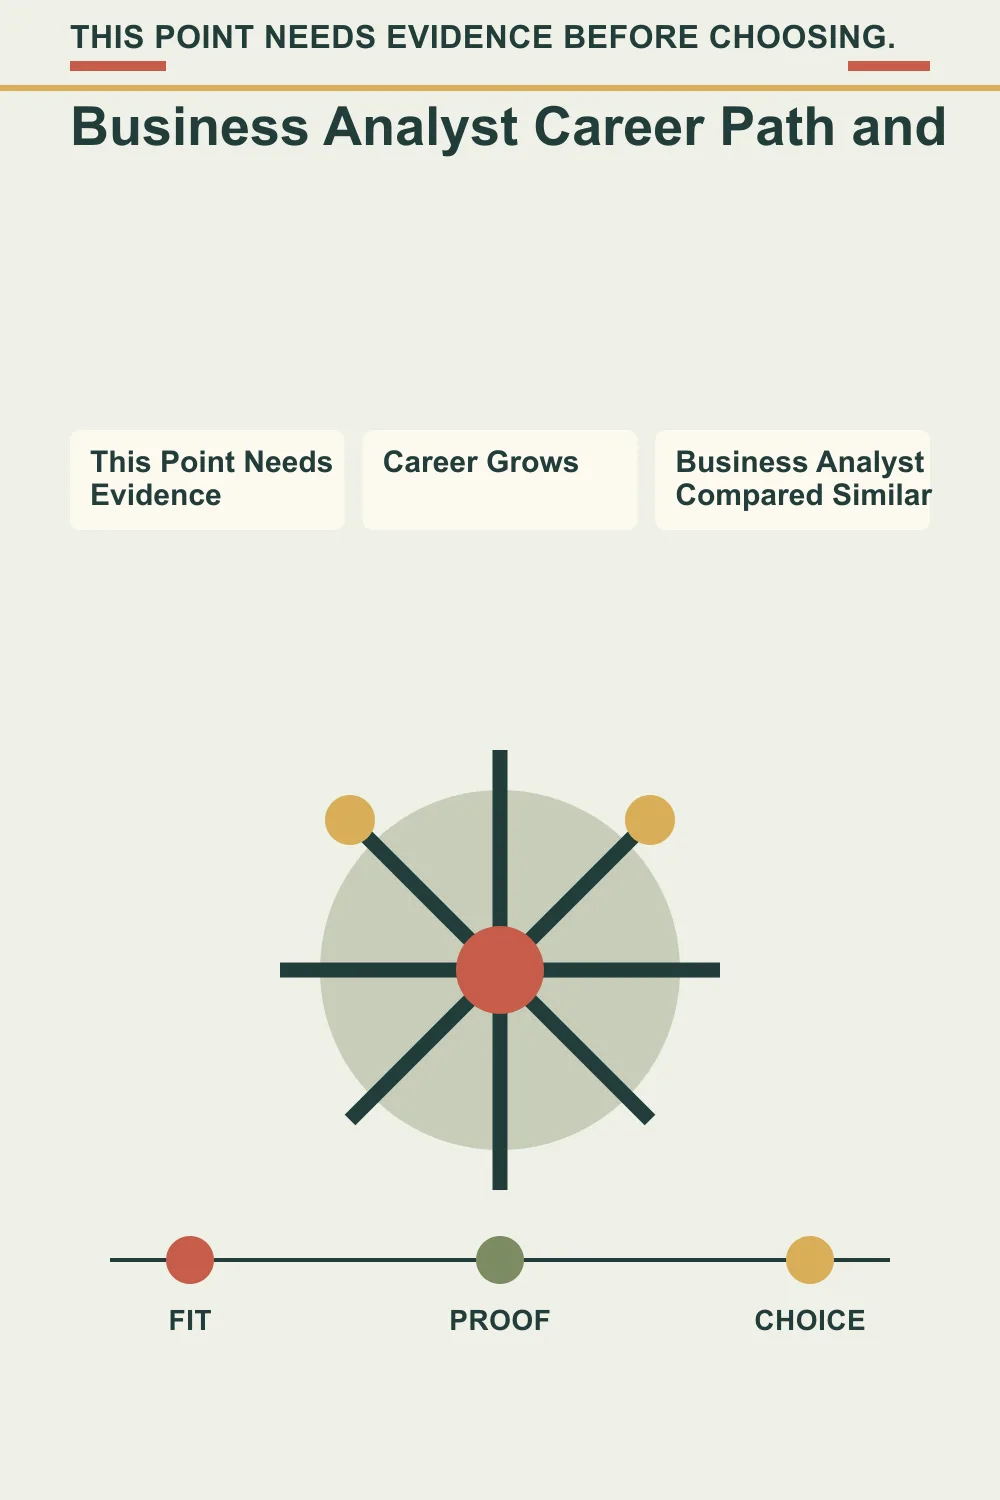 THIS POINT NEEDS EVIDENCE BEFORE CHOOSING.
Business Analyst Career Path and
This Point Needs
Evidence
Career Grows
Business Analyst
Compared Similar
FIT
PROOF
CHOICE